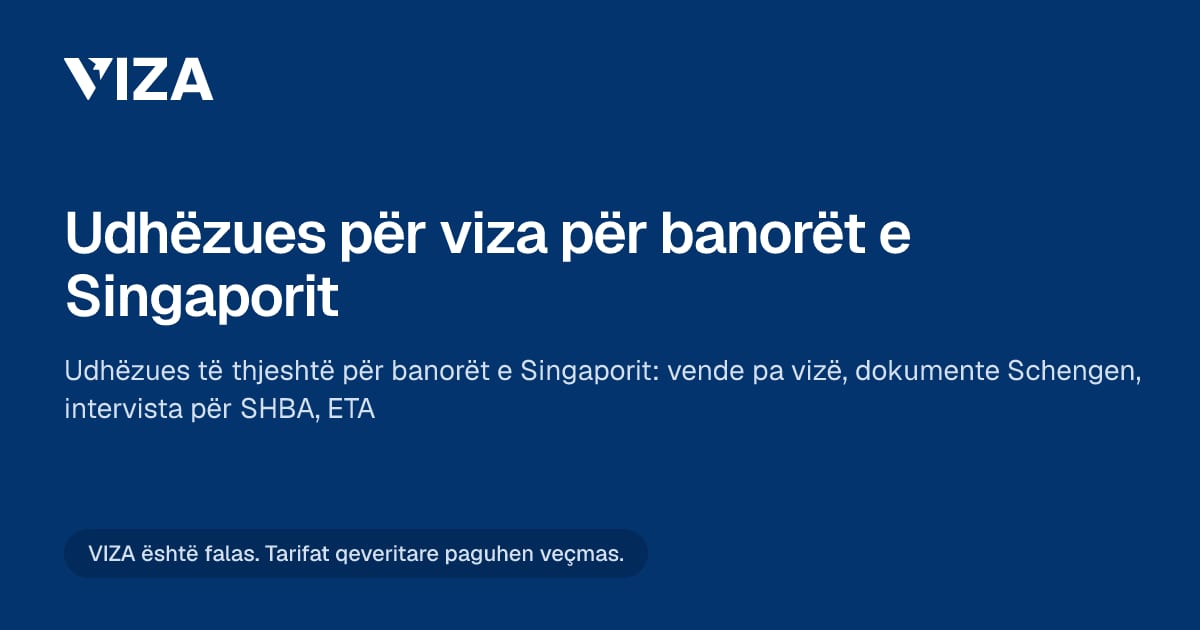 VIZA
Udhëzues për viza për banorët e
Singaporit
Udhëzues të thjeshtë për banorët e Singaporit: vende pa vizë, dokumente Schengen,
intervista për SHBA, ETA
VIZA është falas. Tarifat qeveritare paguhen veçmas.